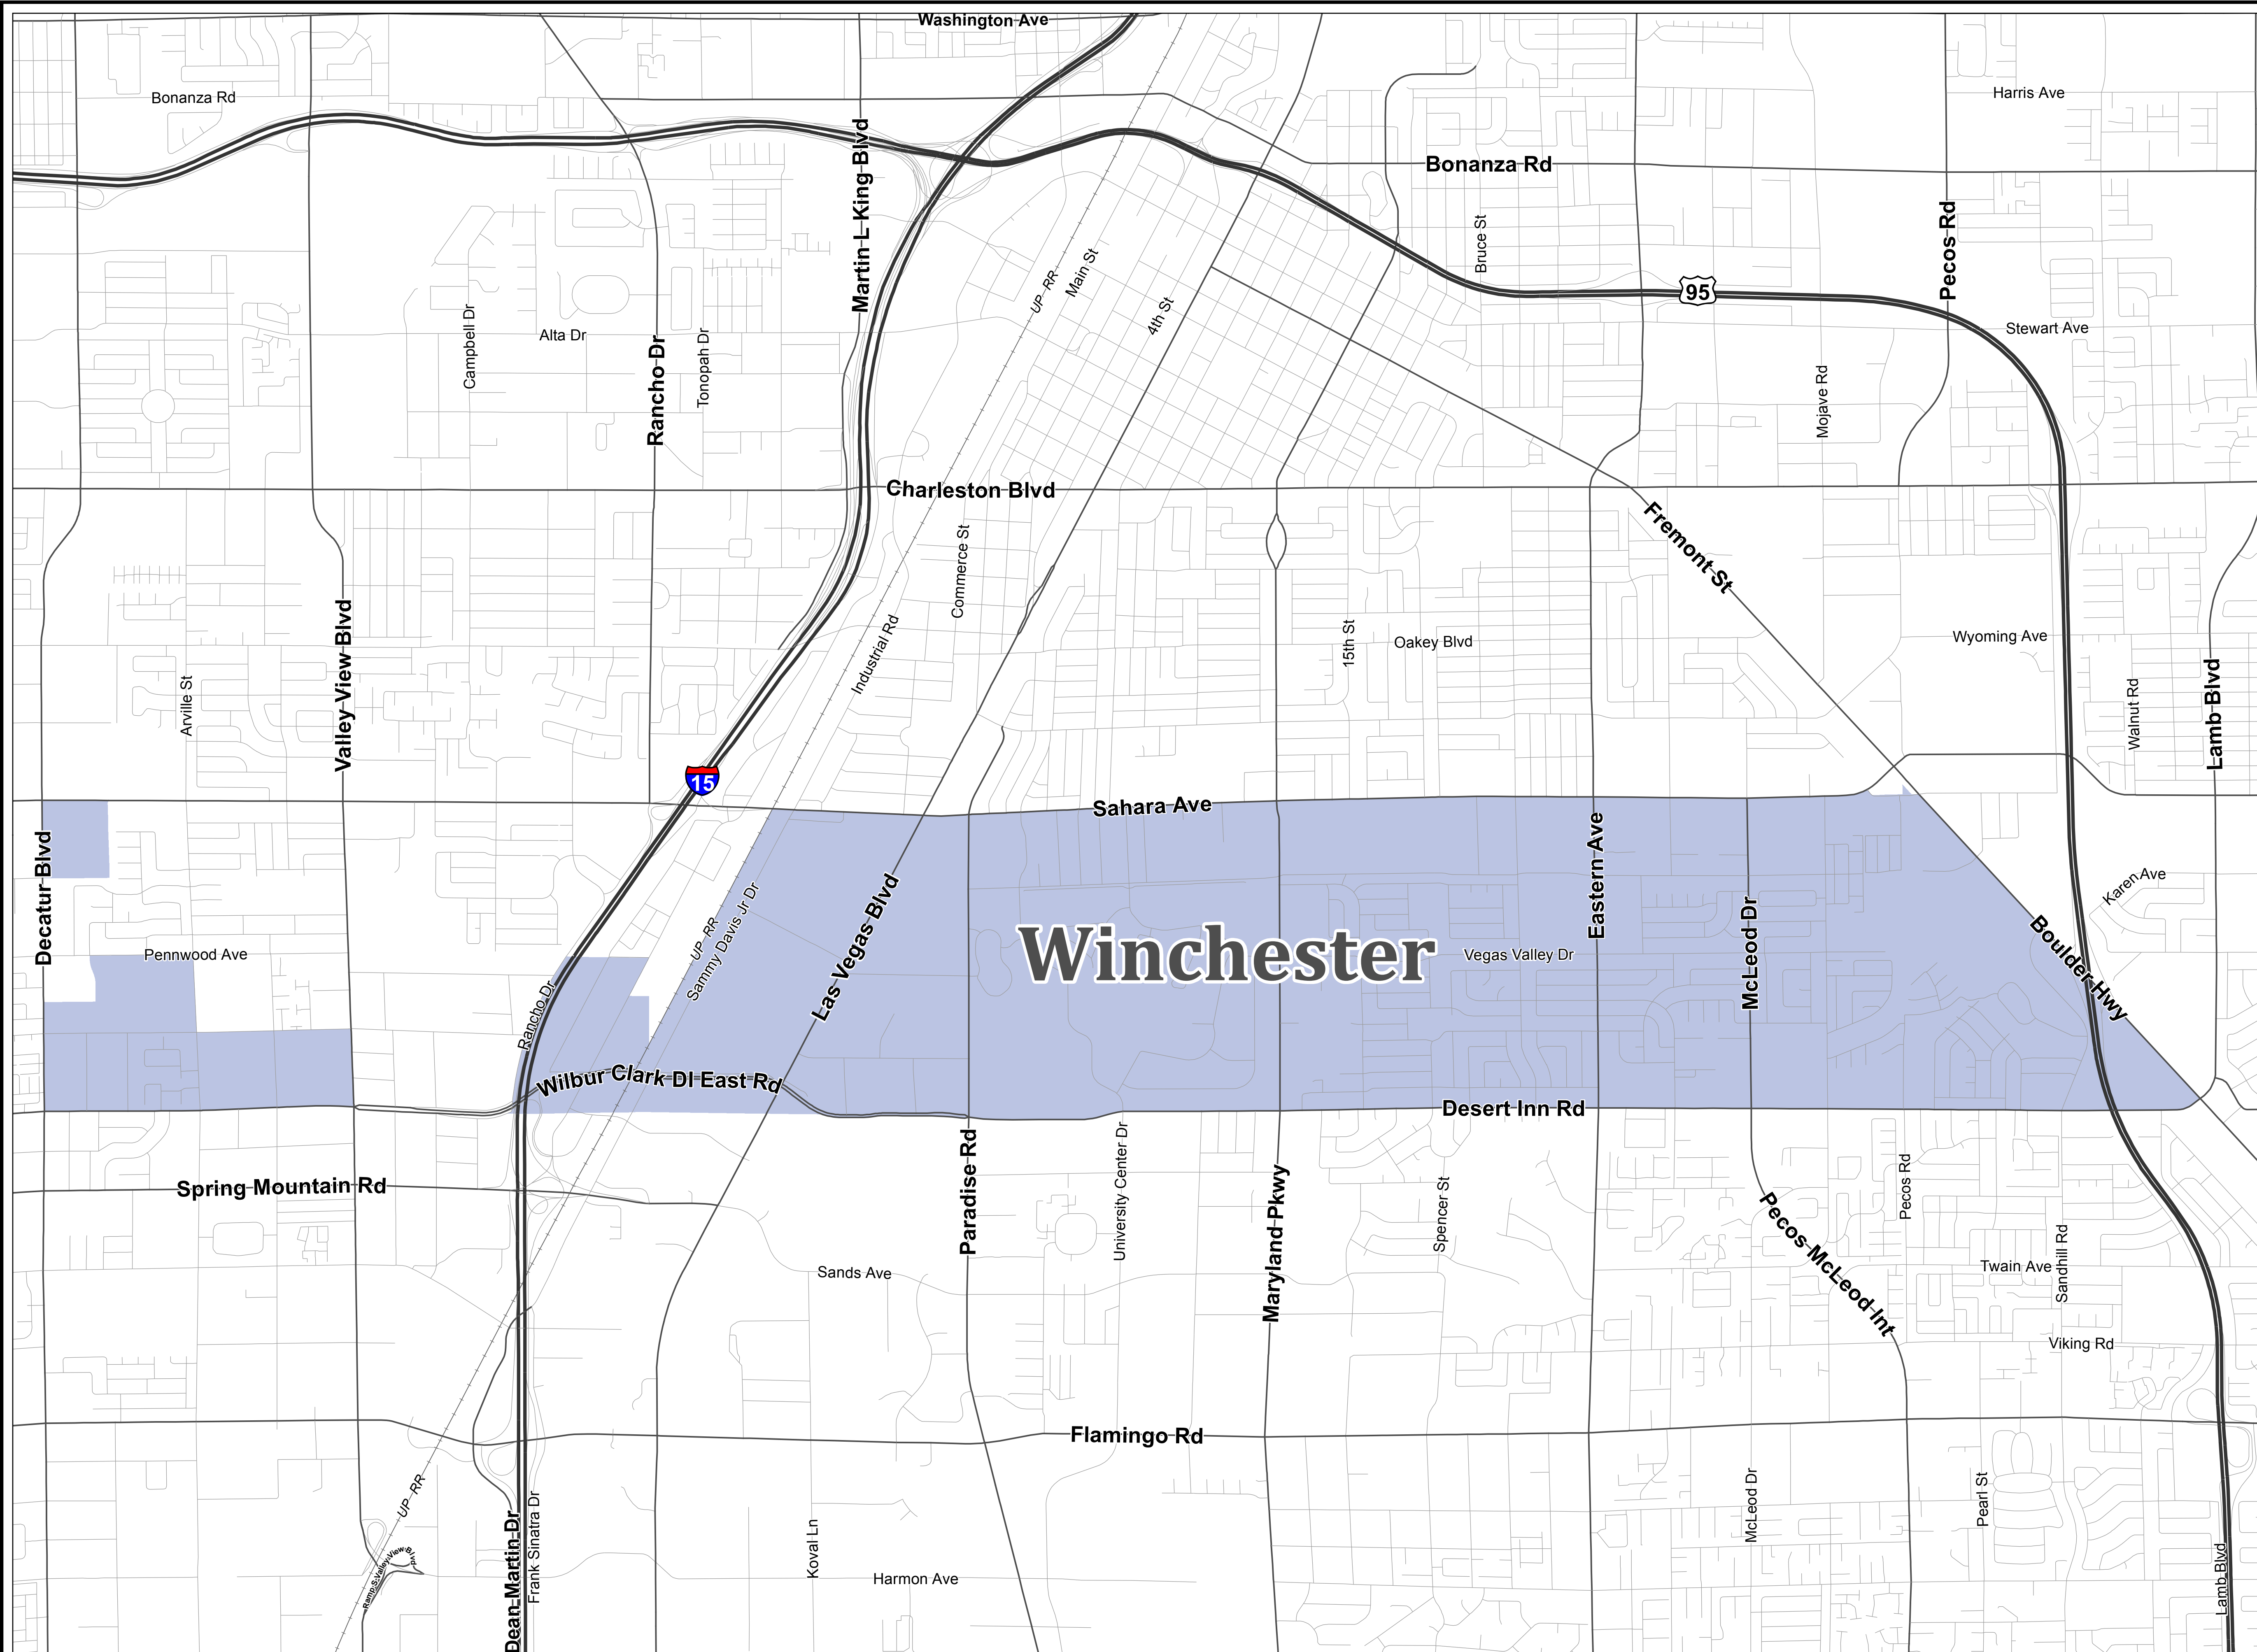 Washington Ave
Bonanza Rd
Harris Ave
Bonanza Rd
Martin L King Blvd
Pecos Rd
Bruce St
95
UP RR
Main St
4th St
Campbell Dr
Alta Dr
Rancho Dr
Tonopah Dr
Stewart Ave
Mojave Rd
Charleston Blvd
Fremont St
Commerce St
Valley View Blvd
Industrial Rd
15th St
Oakey Blvd
Wyoming Ave
Arville St
Walnut Rd
Lamb Blvd
15
Sahara Ave
Decatur Blvd
Eastern Ave
Karen Ave
Las Vegas Blvd
Sammy Davis Jr Dr
UP RR
McLeod Dr
Winchester
Pennwood Ave
Vegas Valley Dr
Boulder Hwy
Rancho Dr
Wilbur Clark DI East Rd
Desert Inn Rd
Spring Mountain Rd
Paradise Rd
University Center Dr
Maryland Pkwy
Spencer St
Pecos Rd
Pecos McLeod Int
Sands Ave
Twain Ave
Sandhill Rd
Viking Rd
Flamingo Rd
UP RR
McLeod Dr
Pearl St
Dean Martin Dr
Frank Sinatra Dr
Koval Ln
Harmon Ave
Ramp S Valley View Blvd
Lamb Blvd